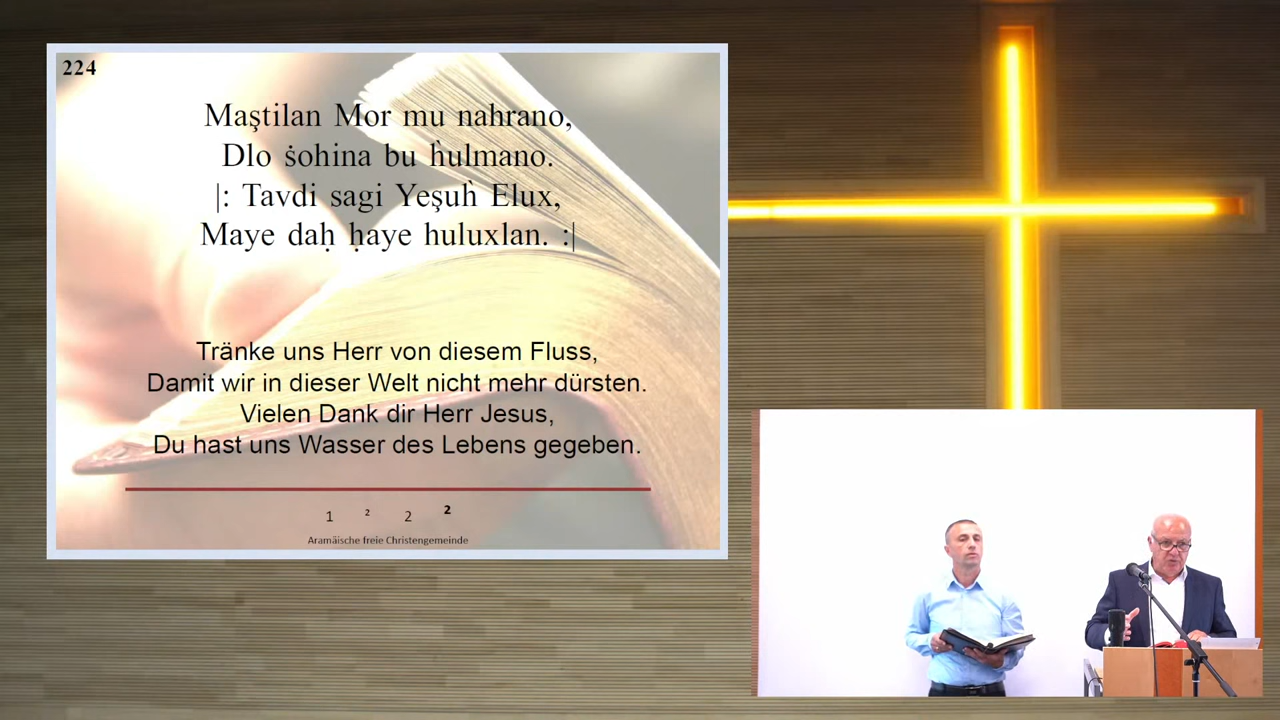 224
Maştilan Mor mu nahrano,
Dlo ṡohina bu ḣulmano.
|: Tavdi sagi Yeşuḣ Elux,
Maye daḥ ḥaye huluxlan. :|
Tränke uns Herr von diesem Fluss,
Damit wir in dieser Welt nicht mehr dürsten.
Vielen Dank dir Herr Jesus,
Du hast uns Wasser des Lebens gegeben.
1 2 2 2
Aramäische freie Christengemeinde